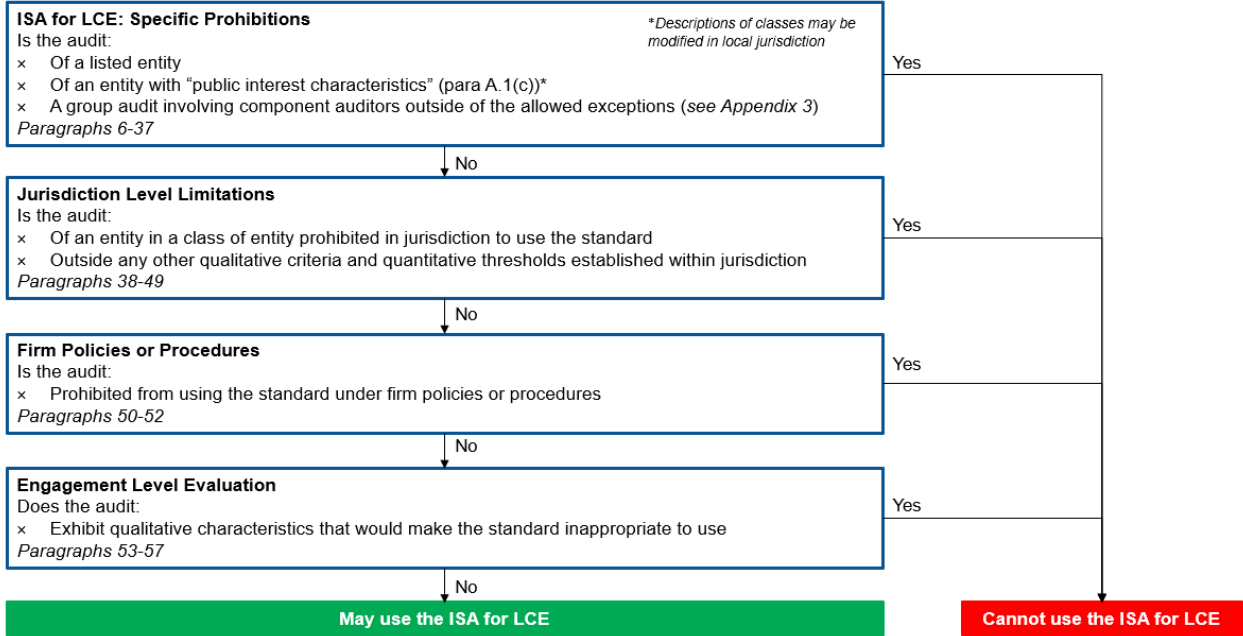 ISA for LCE: Specific Prohibitions
*Descriptions of classes may be
modified in local jurisdiction
Is the audit:
× Of a listed entity
× Of an entity with “public interest characteristics” (para A.1(c))*
× A group audit involving component auditors outside of the allowed exceptions (see Appendix 3)
Paragraphs 6-37
Yes
No
Jurisdiction Level Limitations
Is the audit:
× Of an entity in a class of entity prohibited in jurisdiction to use the standard
× Outside any other qualitative criteria and quantitative thresholds established within jurisdiction
Paragraphs 38-49
Yes
No
Firm Policies or Procedures
Is the audit:
× Prohibited from using the standard under firm policies or procedures
Paragraphs 50-52
Yes
No
Engagement Level Evaluation
Does the audit:
× Exhibit qualitative characteristics that would make the standard inappropriate to use
Paragraphs 53-57
Yes
No
May use the ISA for LCE
Cannot use the ISA for LCE